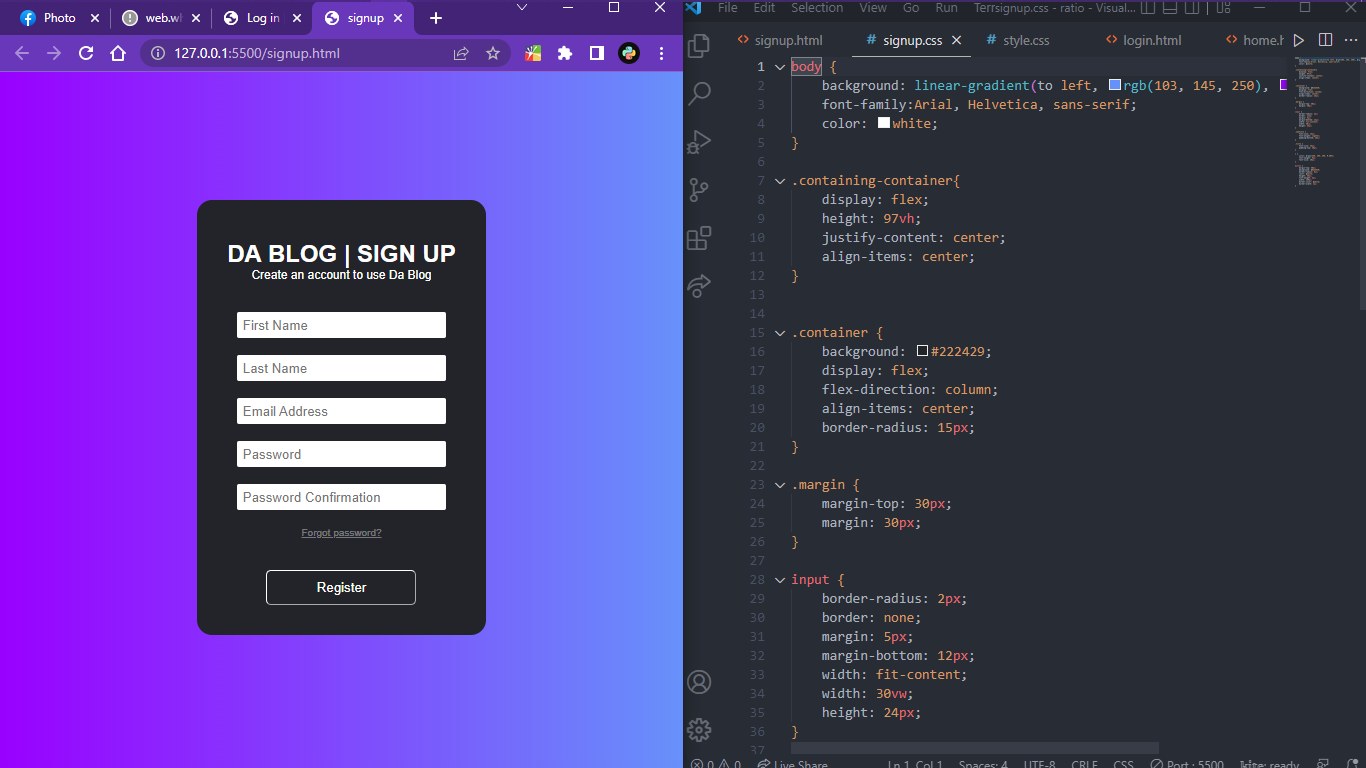 Photo
web.w
Log in
signup
127.0.0.1:5500/signup.html
DA BLOG | SIGN UP
Create an account to use Da Blog
First Name
Last Name
Email Address
Password
Password Confirmation
Forgot password?
Register
File Edit Selection View Go Run Terrsignup.css - ratio - Visual...
signup.html # signup.css # style.css login.html home.h
1 body {
2 background: linear-gradient(to left, rgb(103, 145, 250),
3 font-family:Arial, Helvetica, sans-serif;
4 color: white;
5 }
6
7 .containing-container{
8 display: flex;
9 height: 97vh;
10 justify-content: center;
11 align-items: center;
12 }
13
14
15 .container {
16 background: #222429;
17 display: flex;
18 flex-direction: column;
19 align-items: center;
20 border-radius: 15px;
21 }
22
23 .margin {
24 margin-top: 30px;
25 margin: 30px;
26 }
27
28 input {
29 border-radius: 2px;
30 border: none;
31 margin: 5px;
32 margin-bottom: 12px;
33 width: fit-content;
34 width: 30vw;
35 height: 24px;
36 }
37
0 0 Live Share Ln 1, Col 1 Spaces: 4 UTF-8 CRLF CSS Port : 5500 kite: ready